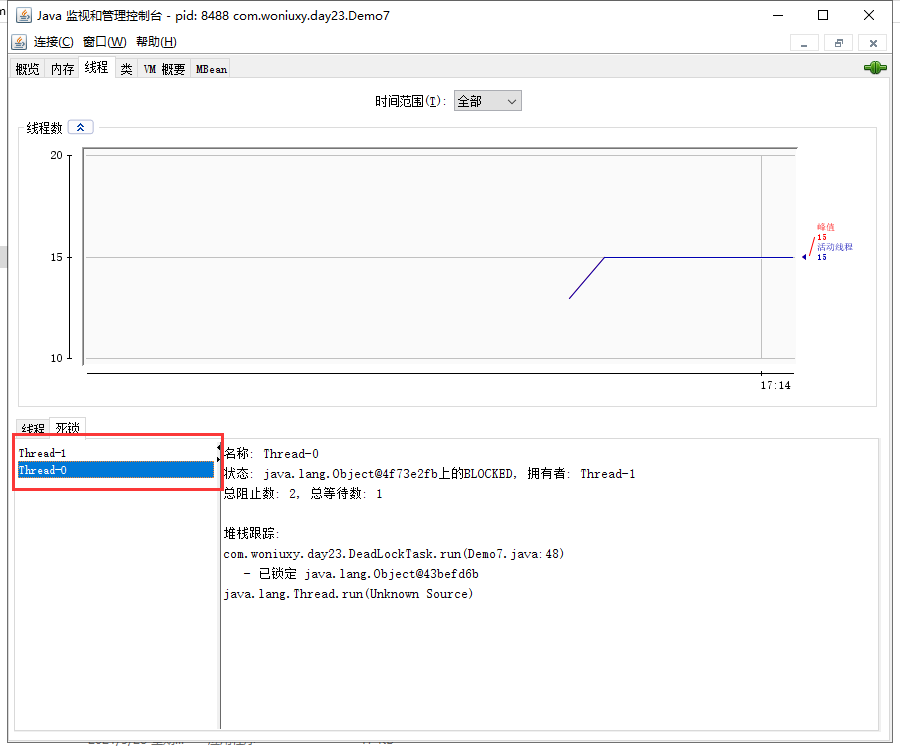 Java 监视和管理控制台 - pid: 8488 com.woniuxy.day23.Demo7
连接(C) 窗口(W) 帮助(H)
概览 内存 线程 类 VM 概要 MBean
时间范围(T): 全部
线程数
20
15
10
峰值
15
活动线程
15
17:14
线程 死锁
Thread-1
Thread-0
名称: Thread-0
状态: java.lang.Object@4f73e2fb上的BLOCKED, 拥有者: Thread-1
总阻止数: 2, 总等待数: 1
堆栈跟踪:
com.woniuxy.day23.DeadLockTask.run(Demo7.java:48)
- 已锁定 java.lang.Object@43befd6b
java.lang.Thread.run(Unknown Source)